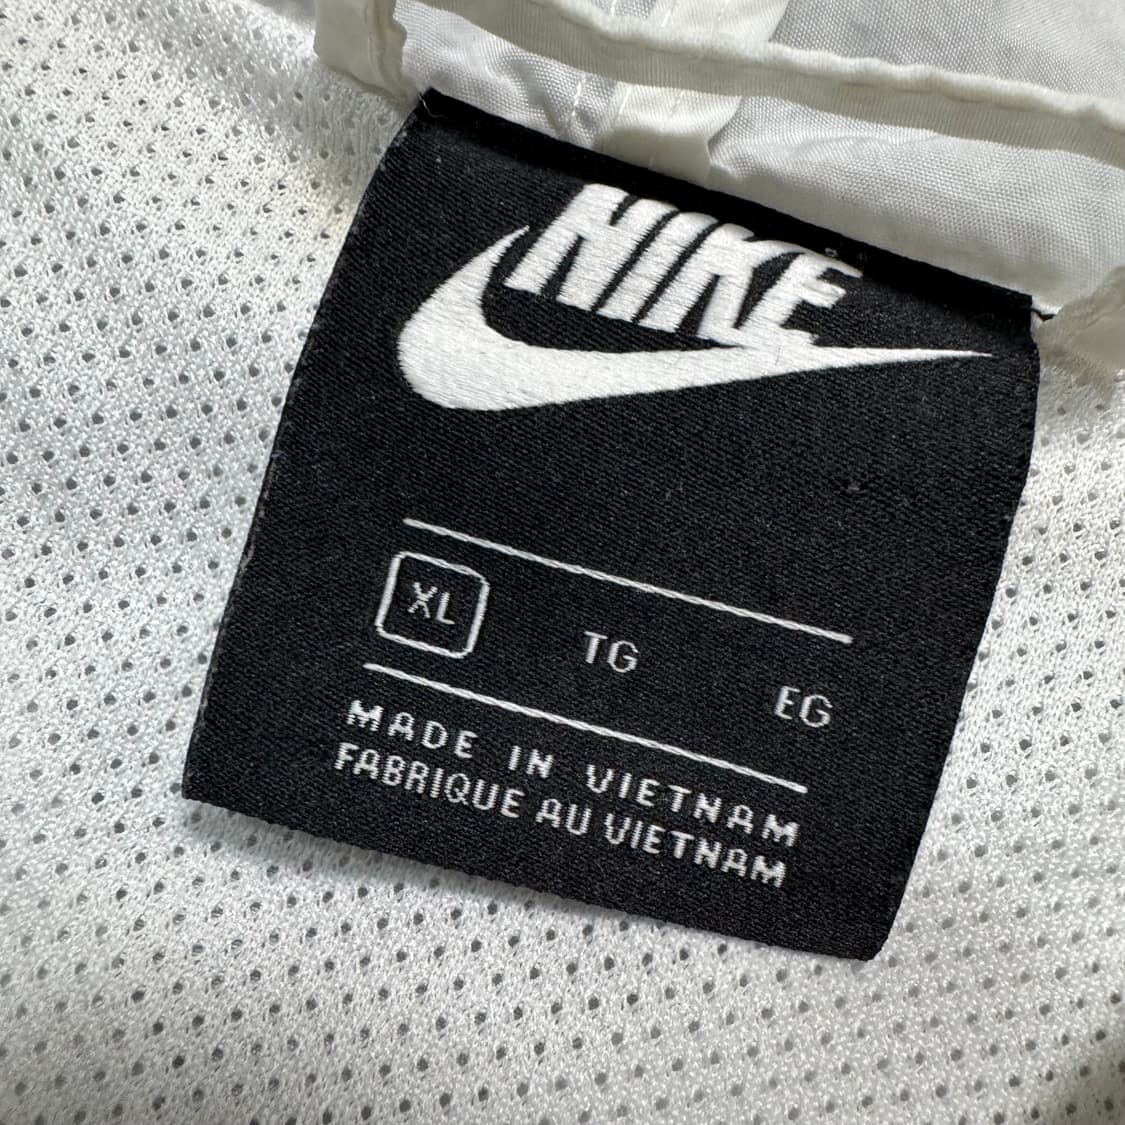 NIKE
XL TG EG
MADE IN VIETNAM
FABRIQUE AU VIETNAM